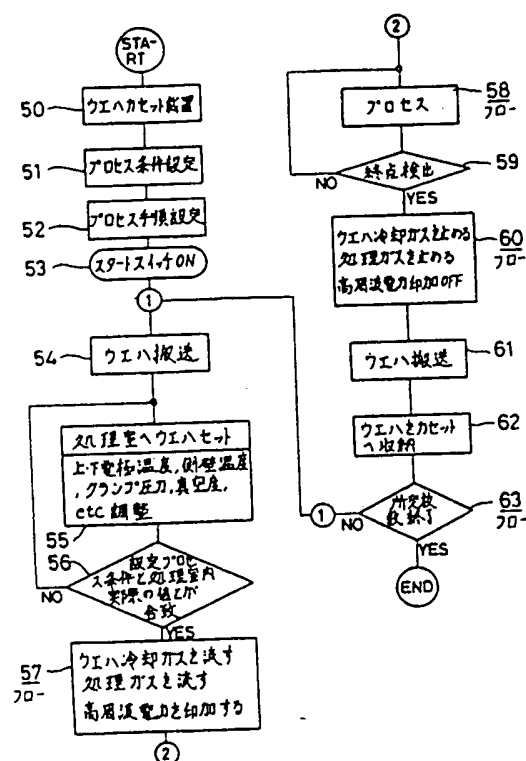 STA-
RT
50
ウエハカセット載置
51
プロセス条件設定
52
プロセス手順設定
53
スタートスイッチON
1
54
ウエハ搬送
処理室へウエハセット
上・下電極温度,側壁温度
,クランプ圧力,真空度,
etc 調整
55
56
設定プロセ
ス条件と処理室内
実際の値とが
合致
NO
YES
57
フロー
ウエハ冷却ガスを流す
処理ガスを流す
高周波電力を印加する
2
2
プロセス
58
フロー
終点検出
59
NO
YES
ウエハ冷却ガスを止める
処理ガスを止める
高周波電力印加OFF
60
フロー
ウエハ搬送
61
ウエハをカセット
へ収納
62
1
NO
所定枚
数終了
63
フロー
YES
END